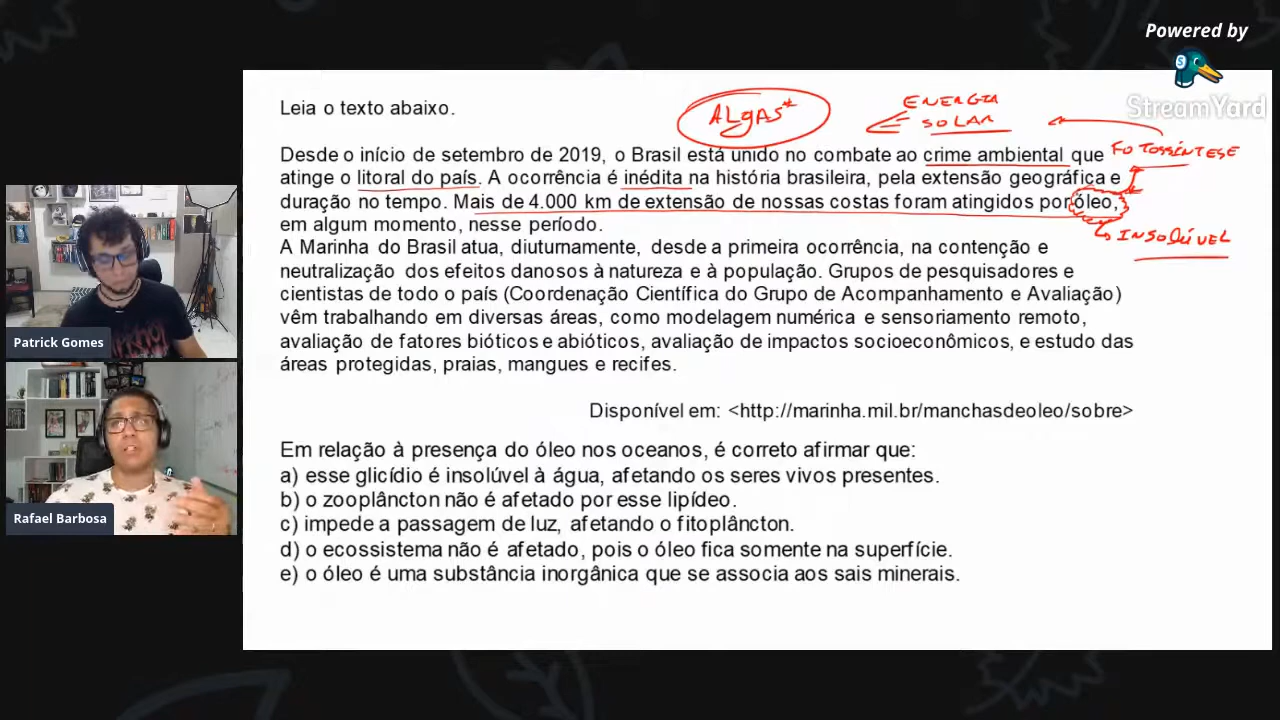 Powered by
StreamYard
Leia o texto abaixo.
ALgAS*
ENERGIA
SOLAR
FOTOSSÍNTESE
Desde o início de setembro de 2019, o Brasil está unido no combate ao crime ambiental que
atinge o litoral do país. A ocorrência é inédita na história brasileira, pela extensão geográfica e
duração no tempo. Mais de 4.000 km de extensão de nossas costas foram atingidos por óleo,
em algum momento, nesse período.
INSOLÚVEL
A Marinha do Brasil atua, diuturnamente, desde a primeira ocorrência, na contenção e
neutralização dos efeitos danosos à natureza e à população. Grupos de pesquisadores e
cientistas de todo o país (Coordenação Científica do Grupo de Acompanhamento e Avaliação)
vêm trabalhando em diversas áreas, como modelagem numérica e sensoriamento remoto,
avaliação de fatores bióticos e abióticos, avaliação de impactos socioeconômicos, e estudo das
áreas protegidas, praias, mangues e recifes.
Disponível em: <http://marinha.mil.br/manchasdeoleo/sobre>
Em relação à presença do óleo nos oceanos, é correto afirmar que:
a) esse glicídio é insolúvel à água, afetando os seres vivos presentes.
b) o zooplâncton não é afetado por esse lipídeo.
c) impede a passagem de luz, afetando o fitoplâncton.
d) o ecossistema não é afetado, pois o óleo fica somente na superfície.
e) o óleo é uma substância inorgânica que se associa aos sais minerais.
Patrick Gomes
Rafael Barbosa